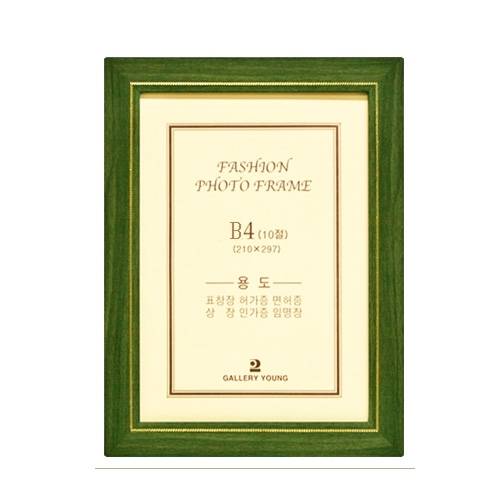 FASHION
PHOTO FRAME
B4 (10절)
(210×297)
용 도
표창장 허가증 면허증
상 장 인가증 임명장
2
GALLERY YOUNG